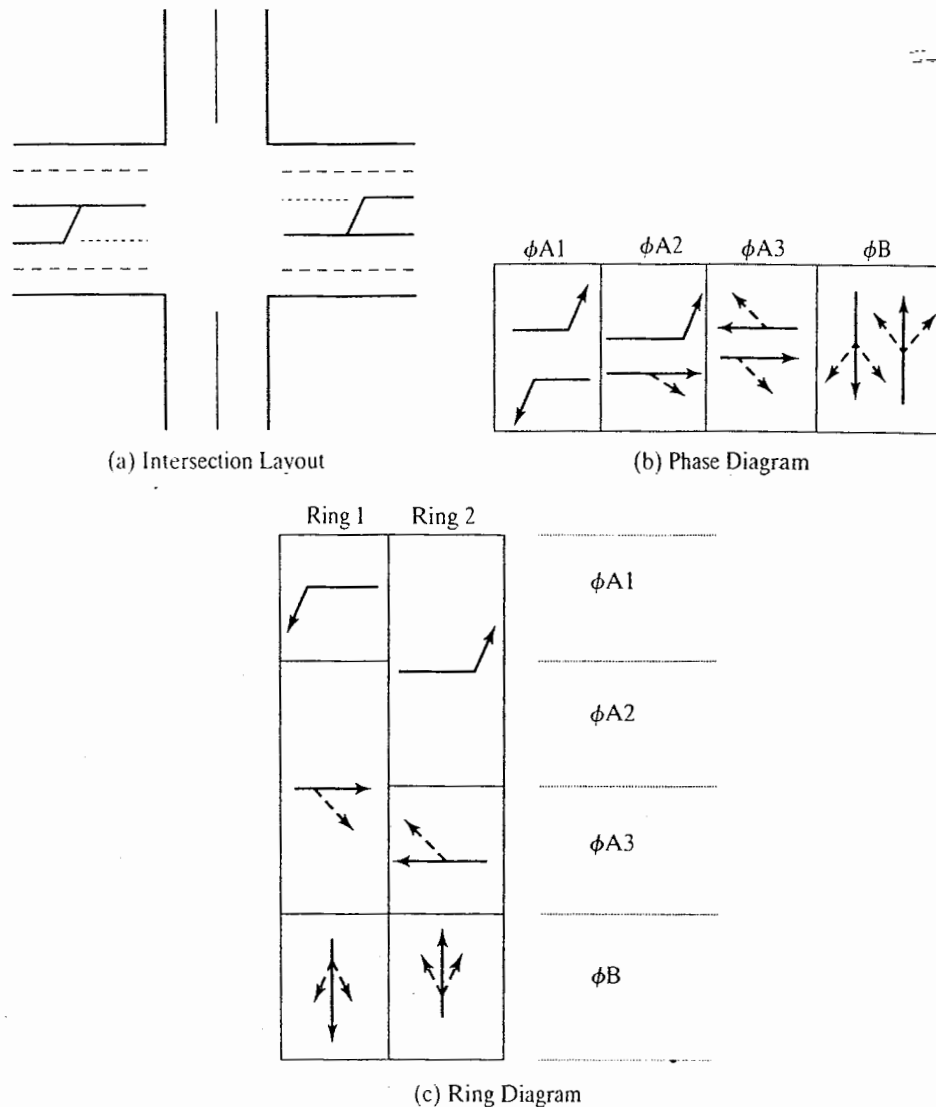 ϕA1 ϕA2 ϕA3 ϕB
(a) Intersection Layout
(b) Phase Diagram
Ring 1 Ring 2
ϕA1
ϕA2
ϕA3
ϕB
(c) Ring Diagram